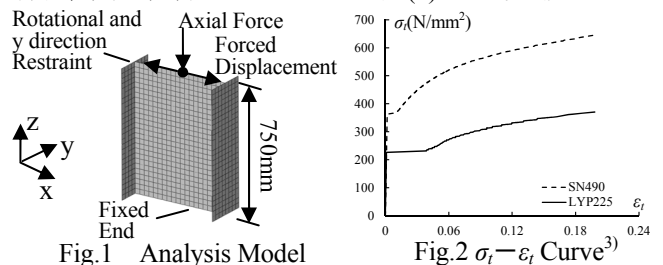 Rotational and
y direction
Restraint
Axial Force
Forced
Displacement
750mm
z
y
x
Fixed
End
Fig.1 Analysis Model
σt(N/mm²)
700
600
500
400
300
200
100
0
0.00
0.06
0.12
0.18
0.24
εt
SN490
LYP225
Fig.2 σt−εt Curve3)